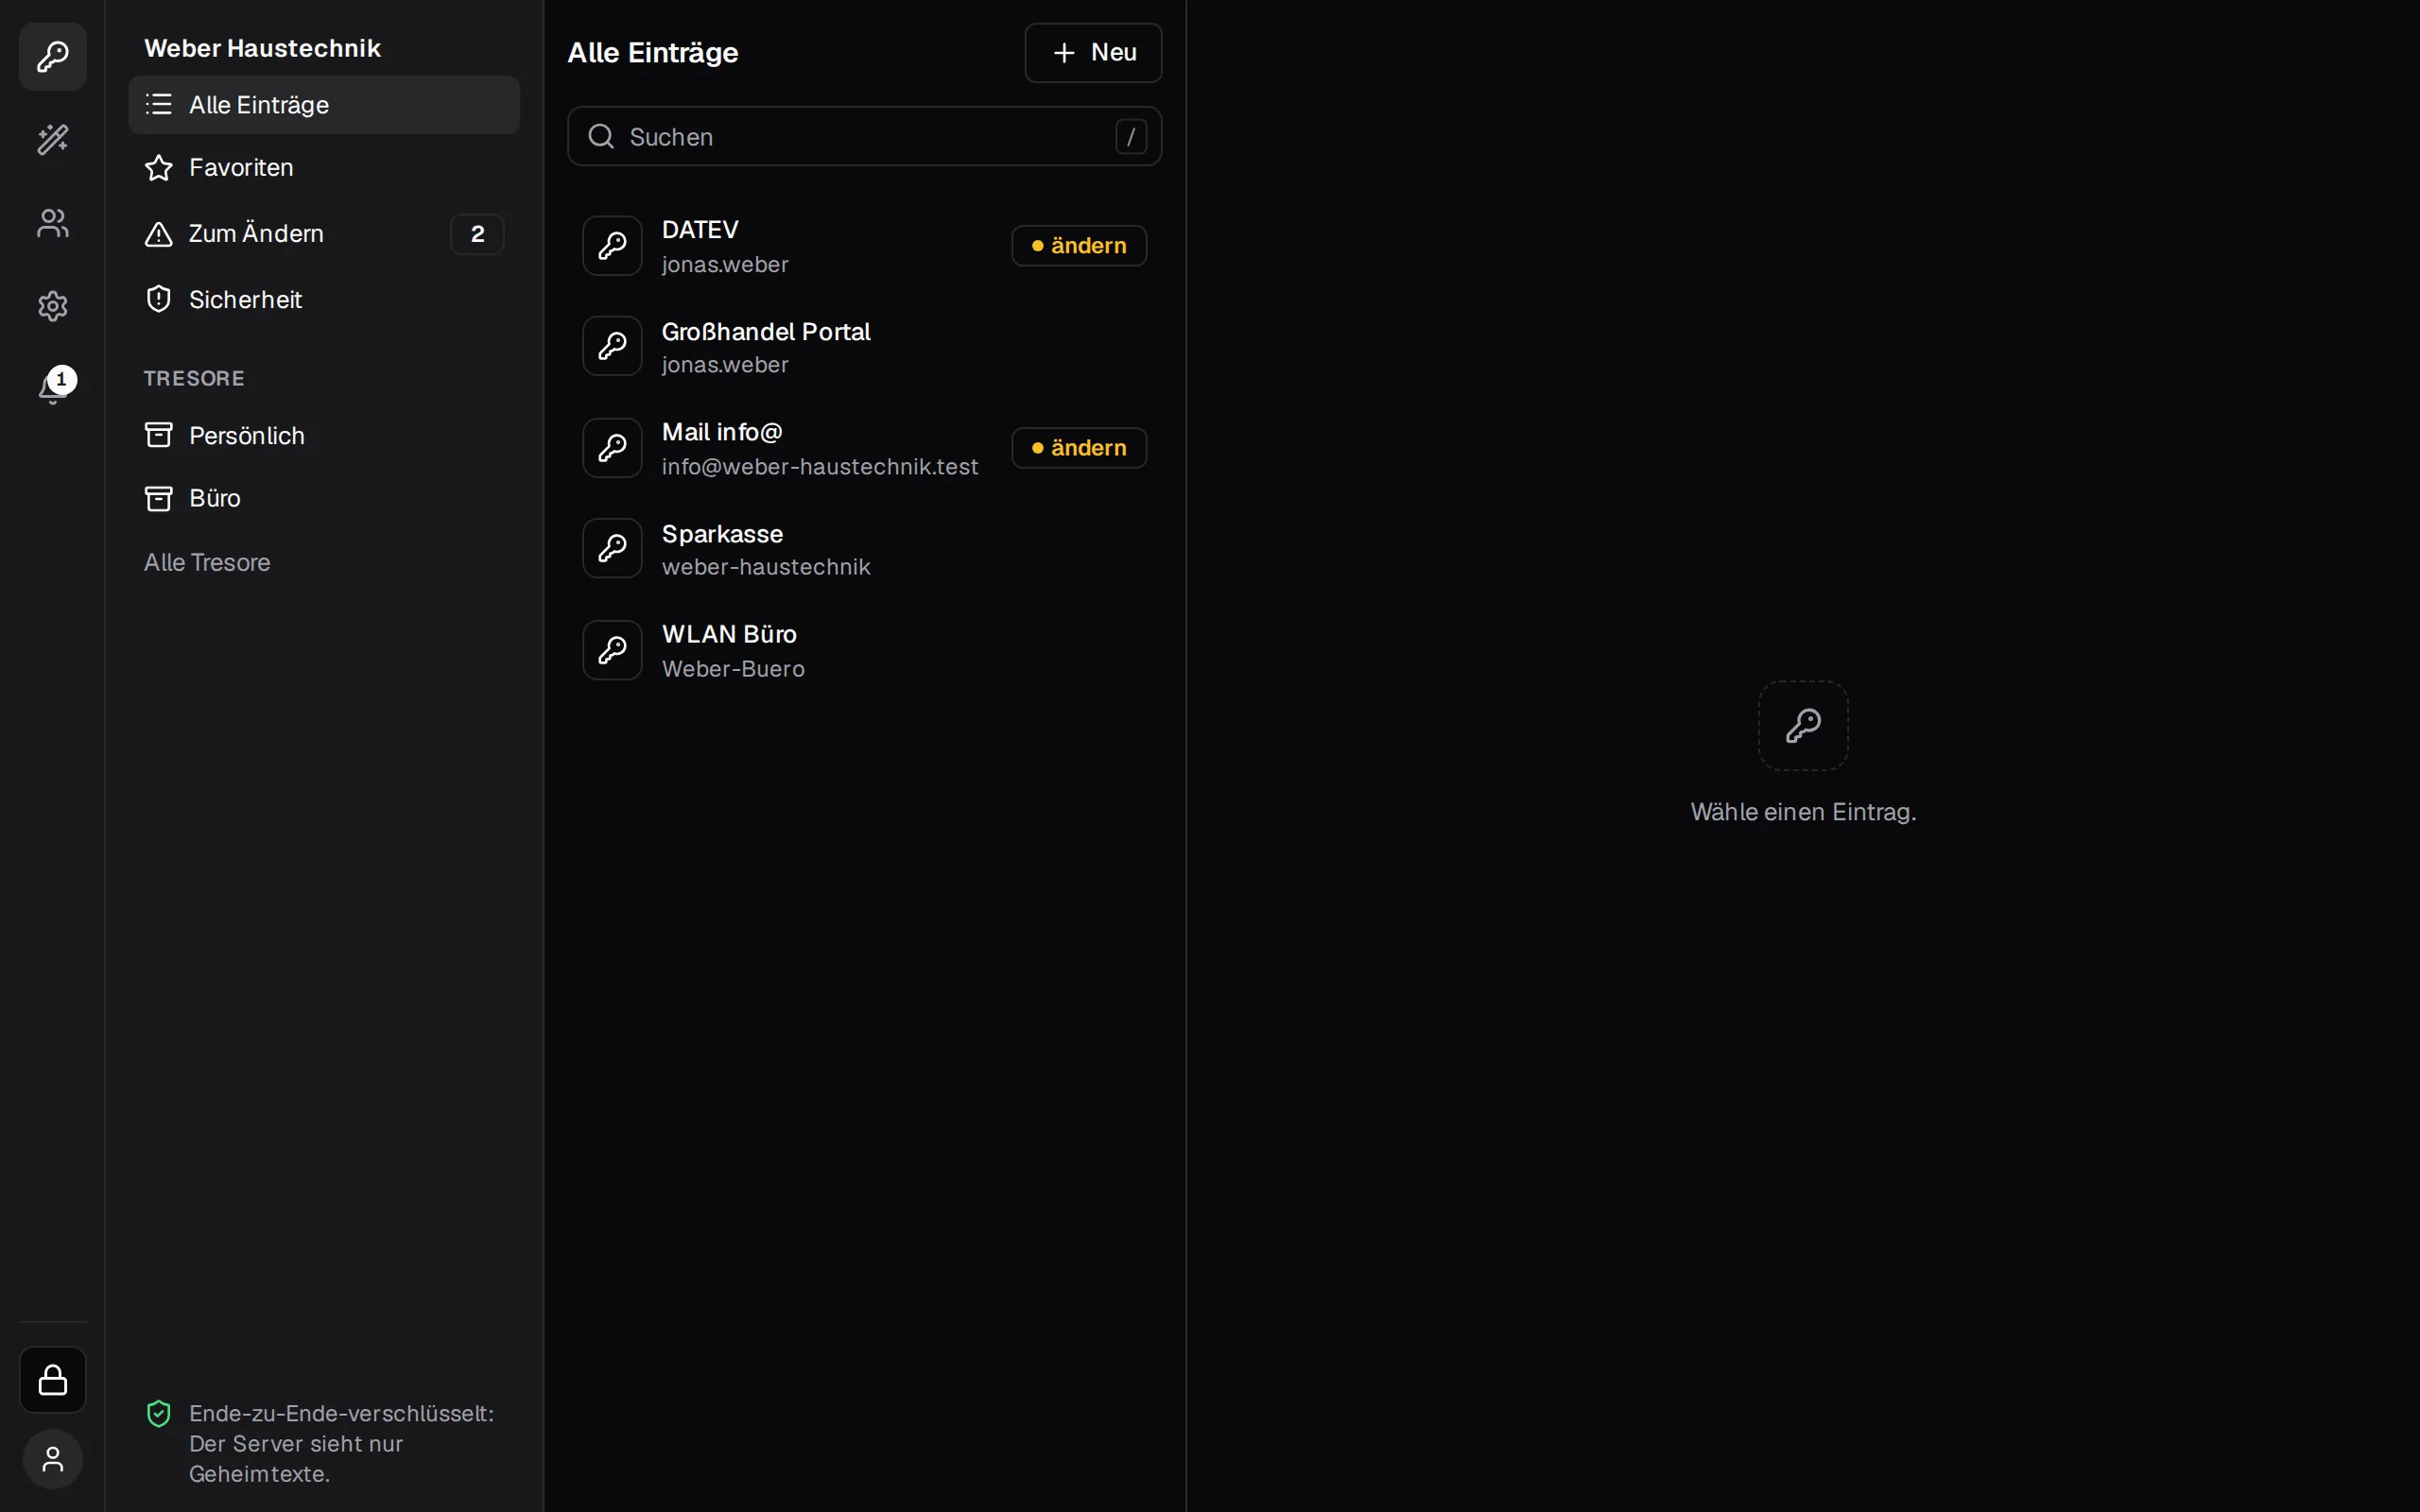 Weber Haustechnik
Alle Einträge
Favoriten
Zum Ändern
2
Sicherheit
1
TRESORE
Persönlich
Büro
Alle Tresore
Ende-zu-Ende-verschlüsselt:
Der Server sieht nur
Geheimtexte.
Alle Einträge
Neu
Suchen
/
DATEV
jonas.weber
ändern
Großhandel Portal
jonas.weber
Mail info@
info@weber-haustechnik.test
ändern
Sparkasse
weber-haustechnik
WLAN Büro
Weber-Buero
Wähle einen Eintrag.